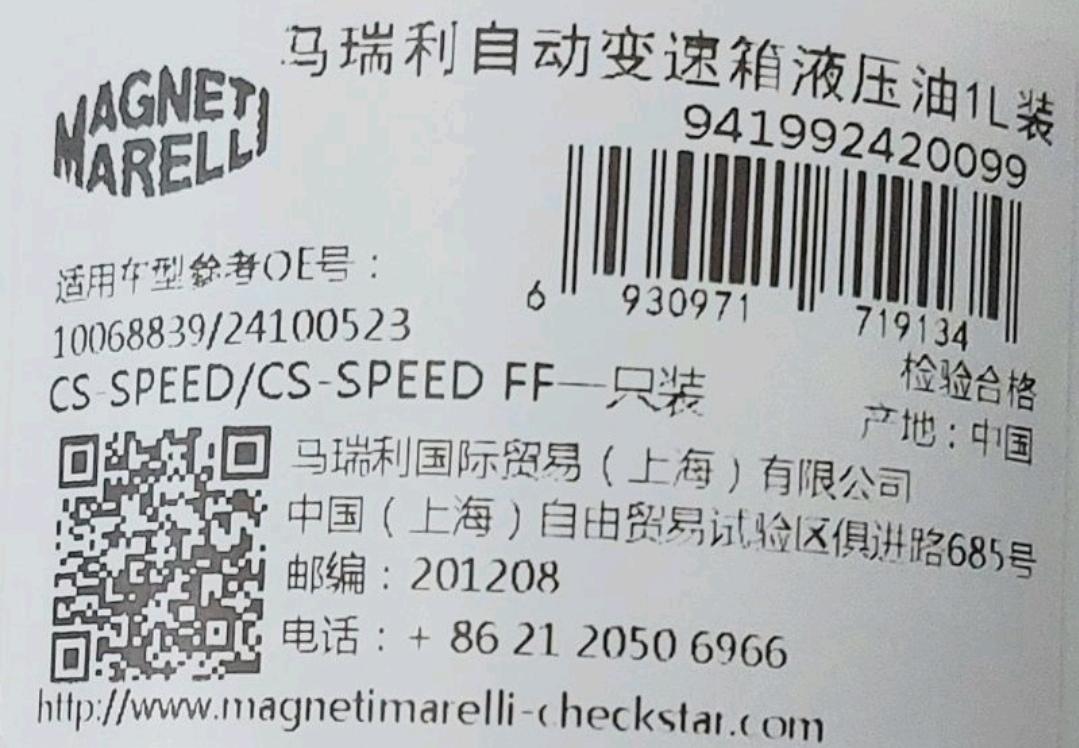 马瑞利自动变速箱液压油1L装
MAGNETI
MARELLI
941992420099
6 930971 719134
适用车型参考OE号：
10068839/24100523
CS-SPEED/CS-SPEED FF一只装
检验合格
产地：中国
马瑞利国际贸易（上海）有限公司
中国（上海）自由贸易试验区俱进路685号
邮编：201208
电话：+ 86 21 2050 6966
http://www.magnetimarelli-checkstar.com